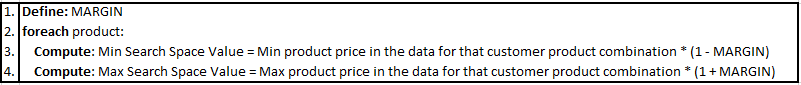 1. Define: MARGIN
2. foreach product:
3. Compute: Min Search Space Value = Min product price in the data for that customer product combination * (1 - MARGIN)
4. Compute: Max Search Space Value = Max product price in the data for that customer product combination * (1 + MARGIN)